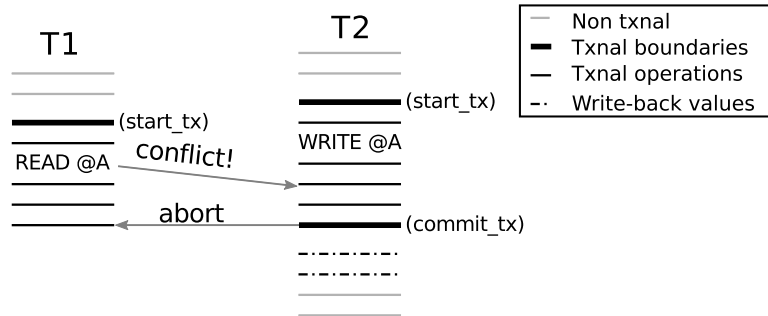 T1
T2
Non txnal
Txnal boundaries
Txnal operations
Write-back values
(start_tx)
(start_tx)
READ @A
conflict!
WRITE @A
abort
(commit_tx)